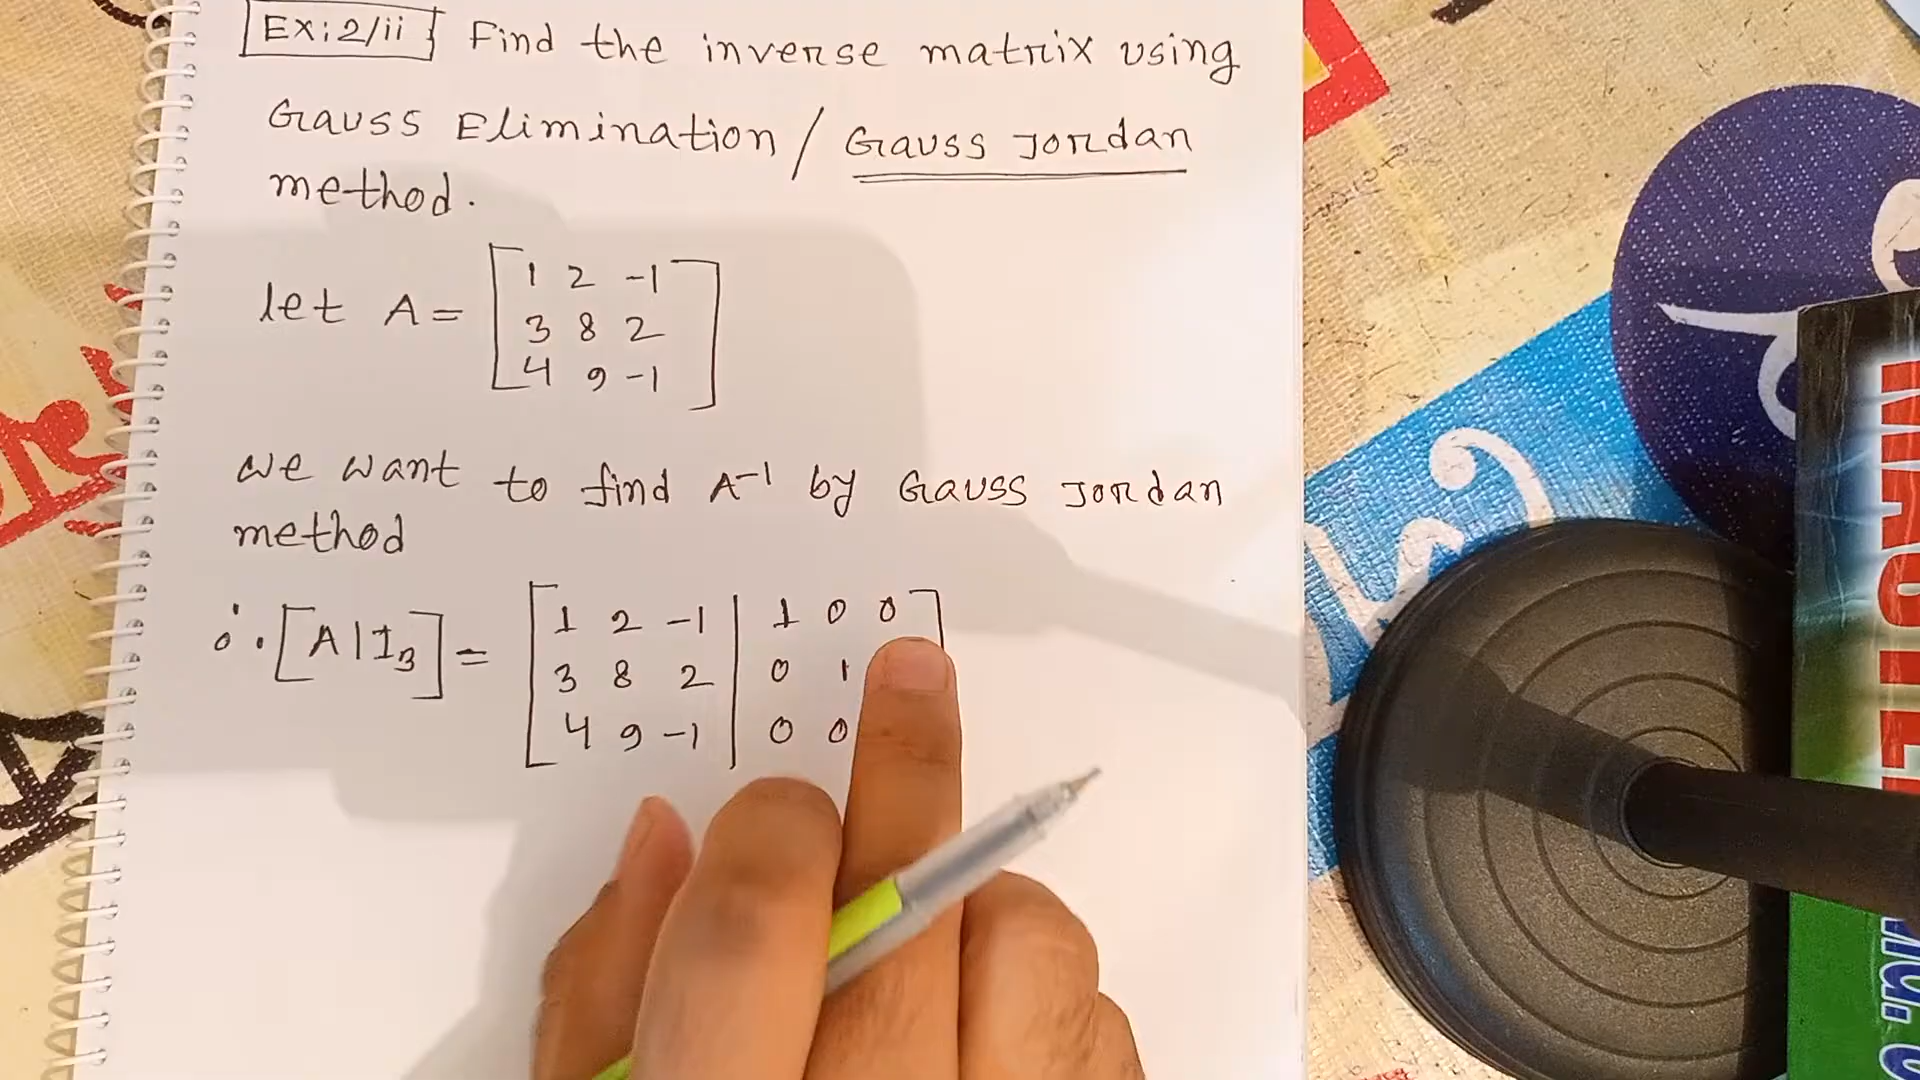 Ex:2/ii Find the inverse matrix using
Gauss Elimination / Gauss Jordan
method.
let A = [1 2 -1
3 8 2
4 9 -1]
we want to find A⁻¹ by Gauss Jordan
method
∴ [A|I₃] = [1 2 -1 | 1 0 0]
3 8 2 | 0 1
4 9 -1 | 0 0